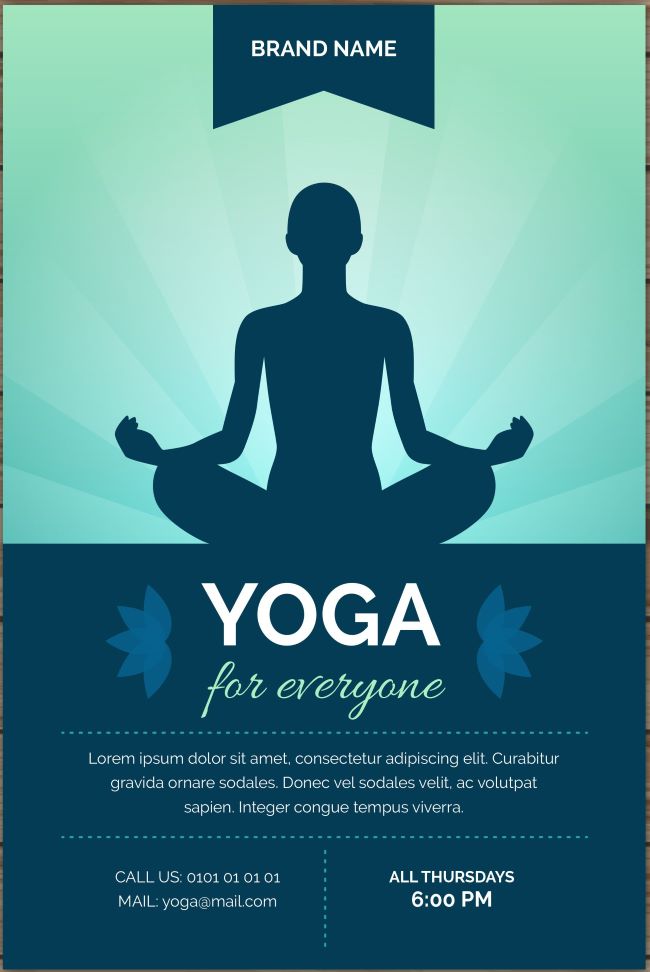 BRAND NAME
YOGA
for everyone
Lorem ipsum dolor sit amet, consectetur adipiscing elit. Curabitur
gravida ornare sodales. Donec vel sodales velit, ac volutpat
sapien. Integer congue tempus viverra.
CALL US: 0101 01 01 01
MAIL: yoga@mail.com
ALL THURSDAYS
6:00 PM